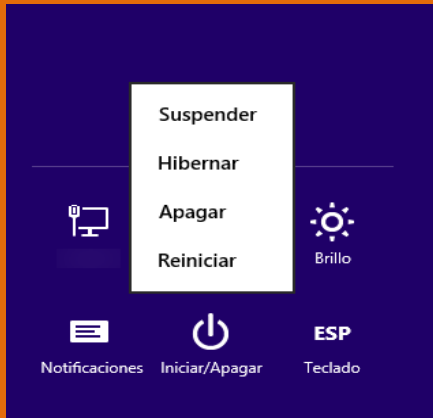 Suspender
Hibernar
Apagar
Reiniciar
Brillo
ESP
Notificaciones
Iniciar/Apagar
Teclado